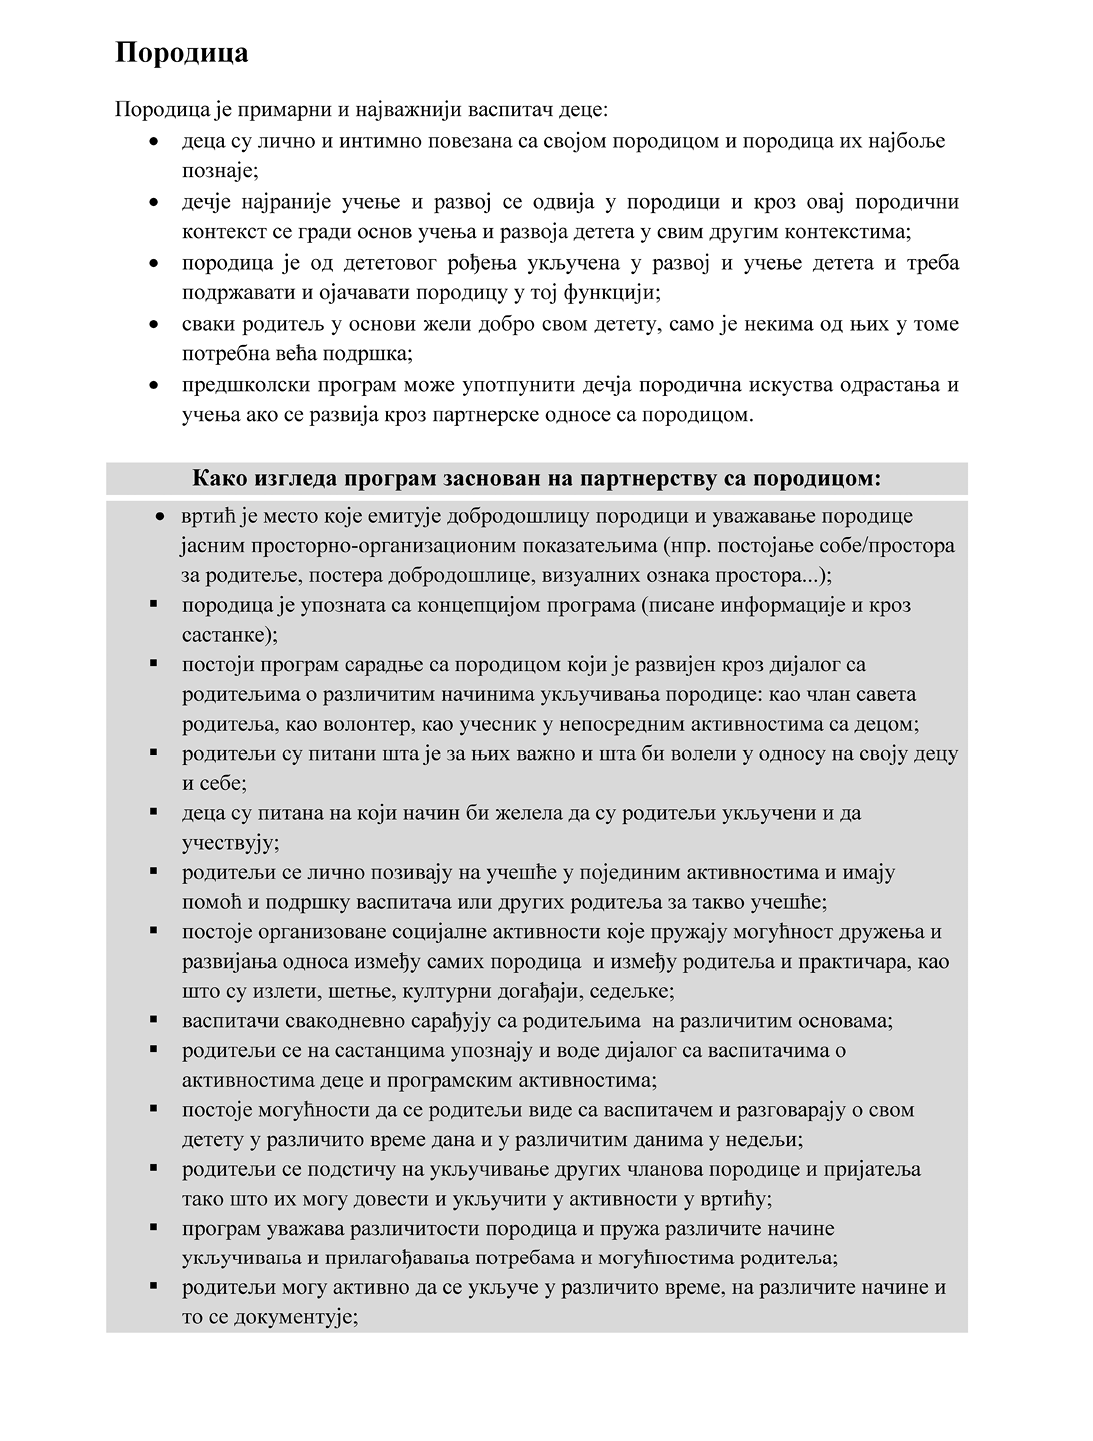 Породица
Породица је примарни и најважнији васпитач деце:
• деца су лично и интимно повезана са својом породицом и породица их најбоље
познаје;
• дечје најраније учење и развој се одвија у породици и кроз овај породични
контекст се гради основ учења и развоја детета у свим другим контекстима;
• породица је од дететовог рођења укључена у развој и учење детета и треба
подржавати и ојачавати породицу у тој функцији;
• сваки родитељ у основи жели добро свом детету, само је некима од њих у томе
потребна већа подршка;
• предшколски програм може употпунити дечја породична искуства одрастања и
учења ако се развија кроз партнерске односе са породицом.
Како изгледа програм заснован на партнерству са породицом:
• вртић је место које емитује добродошлицу породици и уважавање породице
јасним просторно-организационим показатељима (нпр. постојање собе/простора
за родитеље, постера добродошлице, визуалних ознака простора...);
▪ породица је упозната са концепцијом програма (писане информације и кроз
састанке);
▪ постоји програм сарадње са породицом који је развијен кроз дијалог са
родитељима о различитим начинима укључивања породице: као члан савета
родитеља, као волонтер, као учесник у непосредним активностима са децом;
▪ родитељи су питани шта је за њих важно и шта би волели у односу на своју децу
и себе;
▪ деца су питана на који начин би желела да су родитељи укључени и да
учествују;
▪ родитељи се лично позивају на учешће у појединим активностима и имају
помоћ и подршку васпитача или других родитеља за такво учешће;
▪ постоје организоване социјалне активности које пружају могућност дружења и
развијања односа између самих породица  и између родитеља и практичара, као
што су излети, шетње, културни догађаји, седељке;
▪ васпитачи свакодневно сарађују са родитељима  на различитим основама;
▪ родитељи се на састанцима упознају и воде дијалог са васпитачима о
активностима деце и програмским активностима;
▪ постоје могућности да се родитељи виде са васпитачем и разговарају о свом
детету у различито време дана и у различитим данима у недељи;
▪ родитељи се подстичу на укључивање других чланова породице и пријатеља
тако што их могу довести и укључити у активности у вртићу;
▪ програм уважава различитости породица и пружа различите начине
укључивања и прилагођавања потребама и могућностима родитеља;
▪ родитељи могу активно да се укључе у различито време, на различите начине и
то се документује;